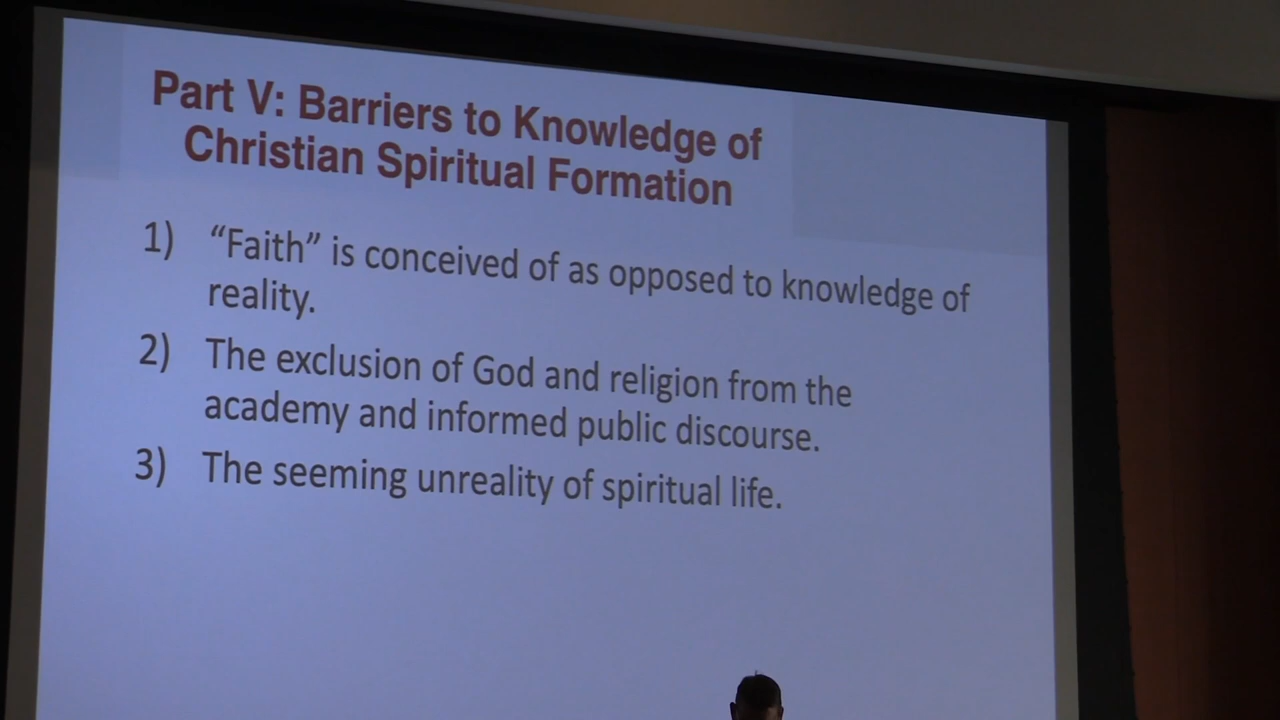 Part V: Barriers to Knowledge of
Christian Spiritual Formation
1) “Faith” is conceived of as opposed to knowledge of
reality.
2) The exclusion of God and religion from the
academy and informed public discourse.
3) The seeming unreality of spiritual life.